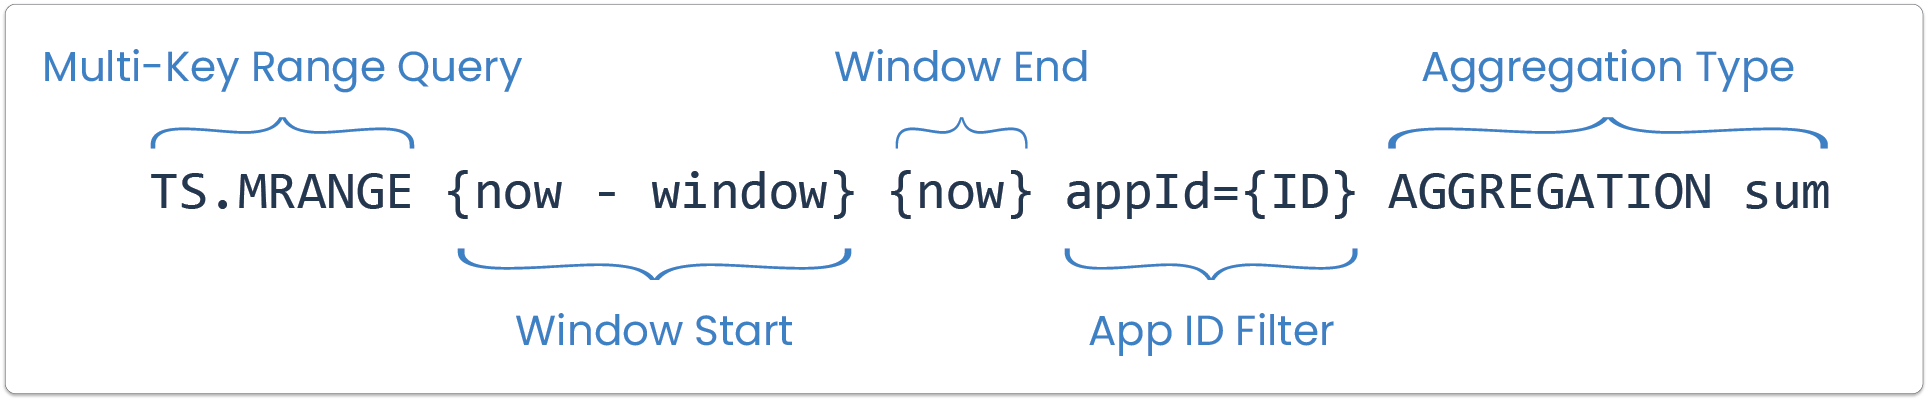 Multi-Key Range Query Window End Aggregation Type
TS.MRANGE {now - window} {now} appId={ID} AGGREGATION sum
Window Start App ID Filter